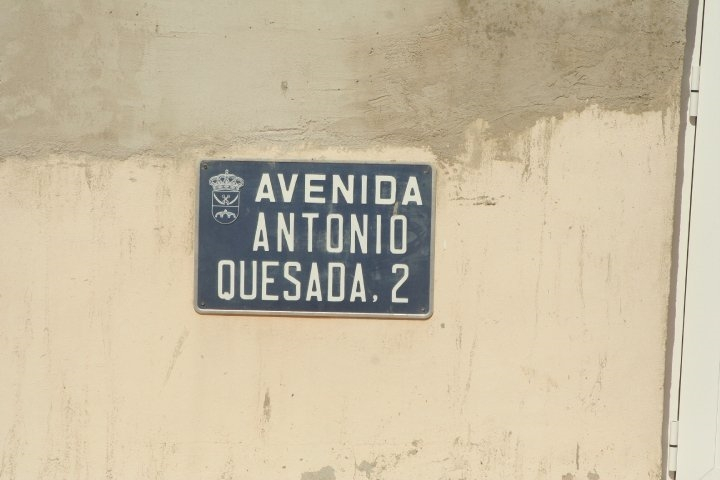 AVENIDA
ANTONIO
QUESADA, 2